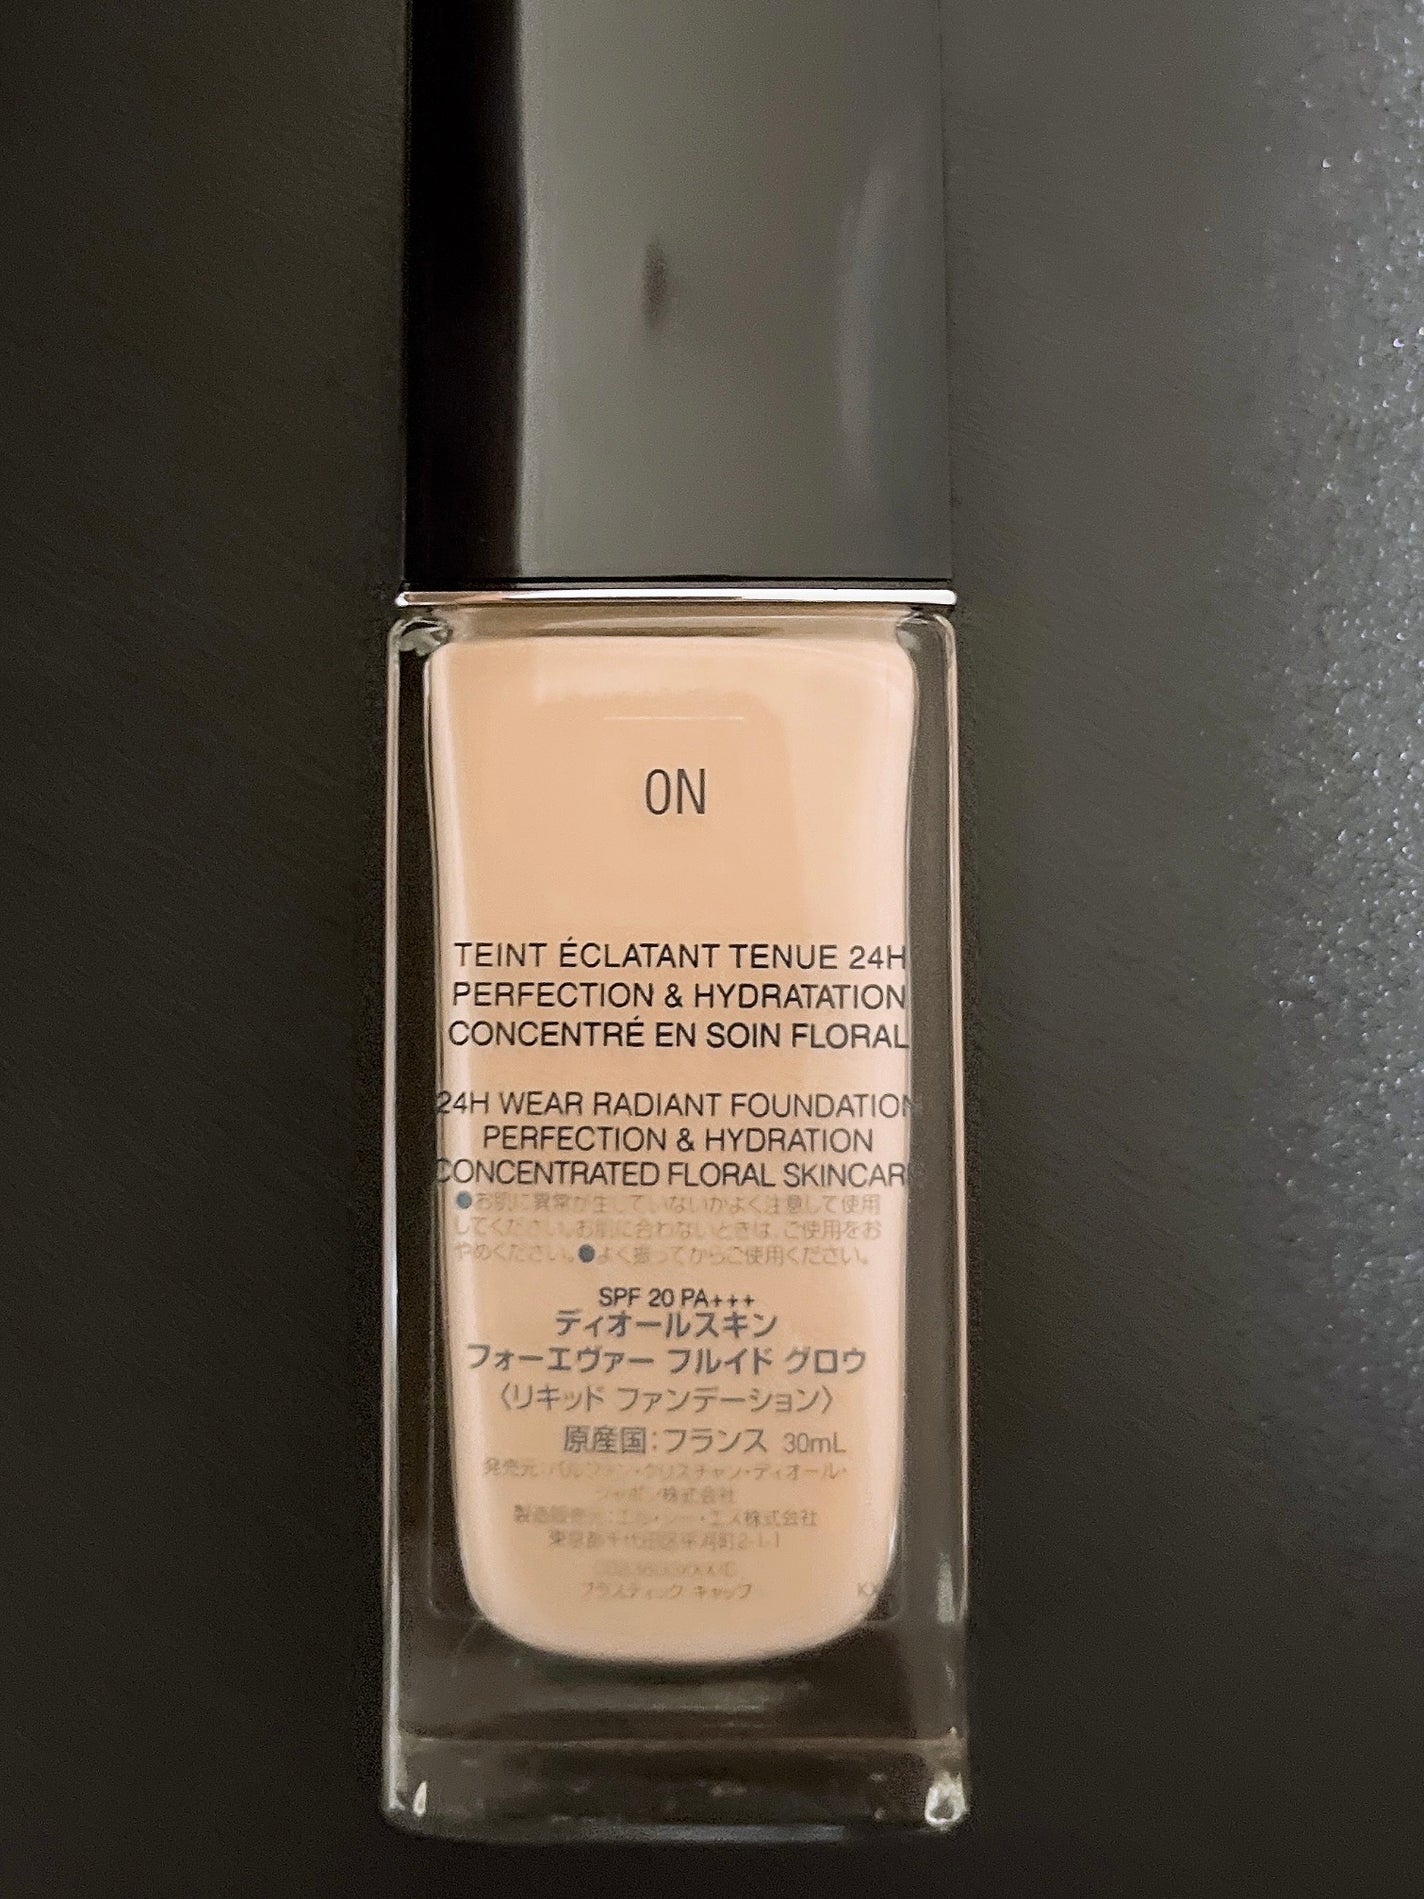 0N
TEINT ÉCLATANT TENUE 24H
PERFECTION & HYDRATATION
CONCENTRÉ EN SOIN FLORAL
24H WEAR RADIANT FOUNDATION
PERFECTION & HYDRATION
CONCENTRATED FLORAL SKINCARE
●お肌に異常が生じていないかよく注意して使用
してください。お肌に合わないときは、ご使用をお
やめください。●よく振ってからご使用ください。
SPF 20 PA+++
ディオールスキン
フォーエヴァー フルイド グロウ
〈リキッド ファンデーション〉
原産国：フランス 30mL
発売元：パルファン・クリスチャン・ディオール・
ジャポン株式会社
製造販売元：エル・シー・エス株式会社
東京都千代田区平河町2-1-1
プラスティック キャップ